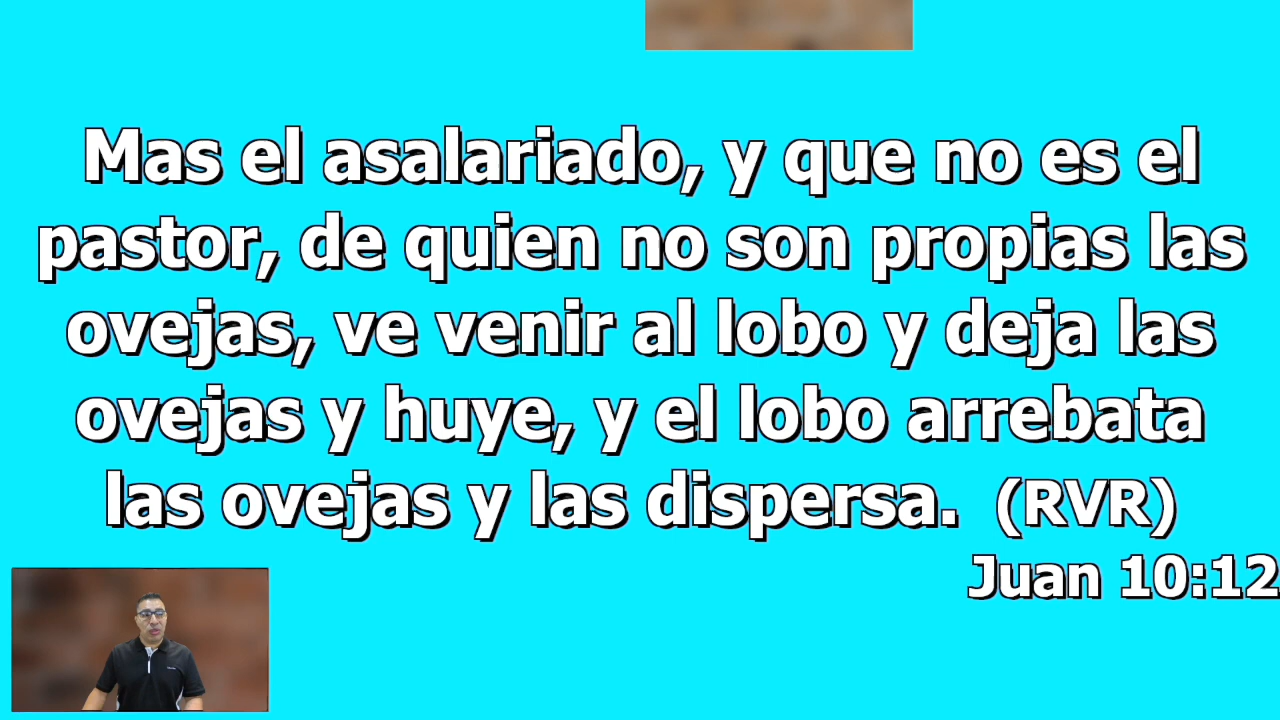 Mas el asalariado, y que no es el
pastor, de quien no son propias las
ovejas, ve venir al lobo y deja las
ovejas y huye, y el lobo arrebata
las ovejas y las dispersa. (RVR)
Juan 10:12